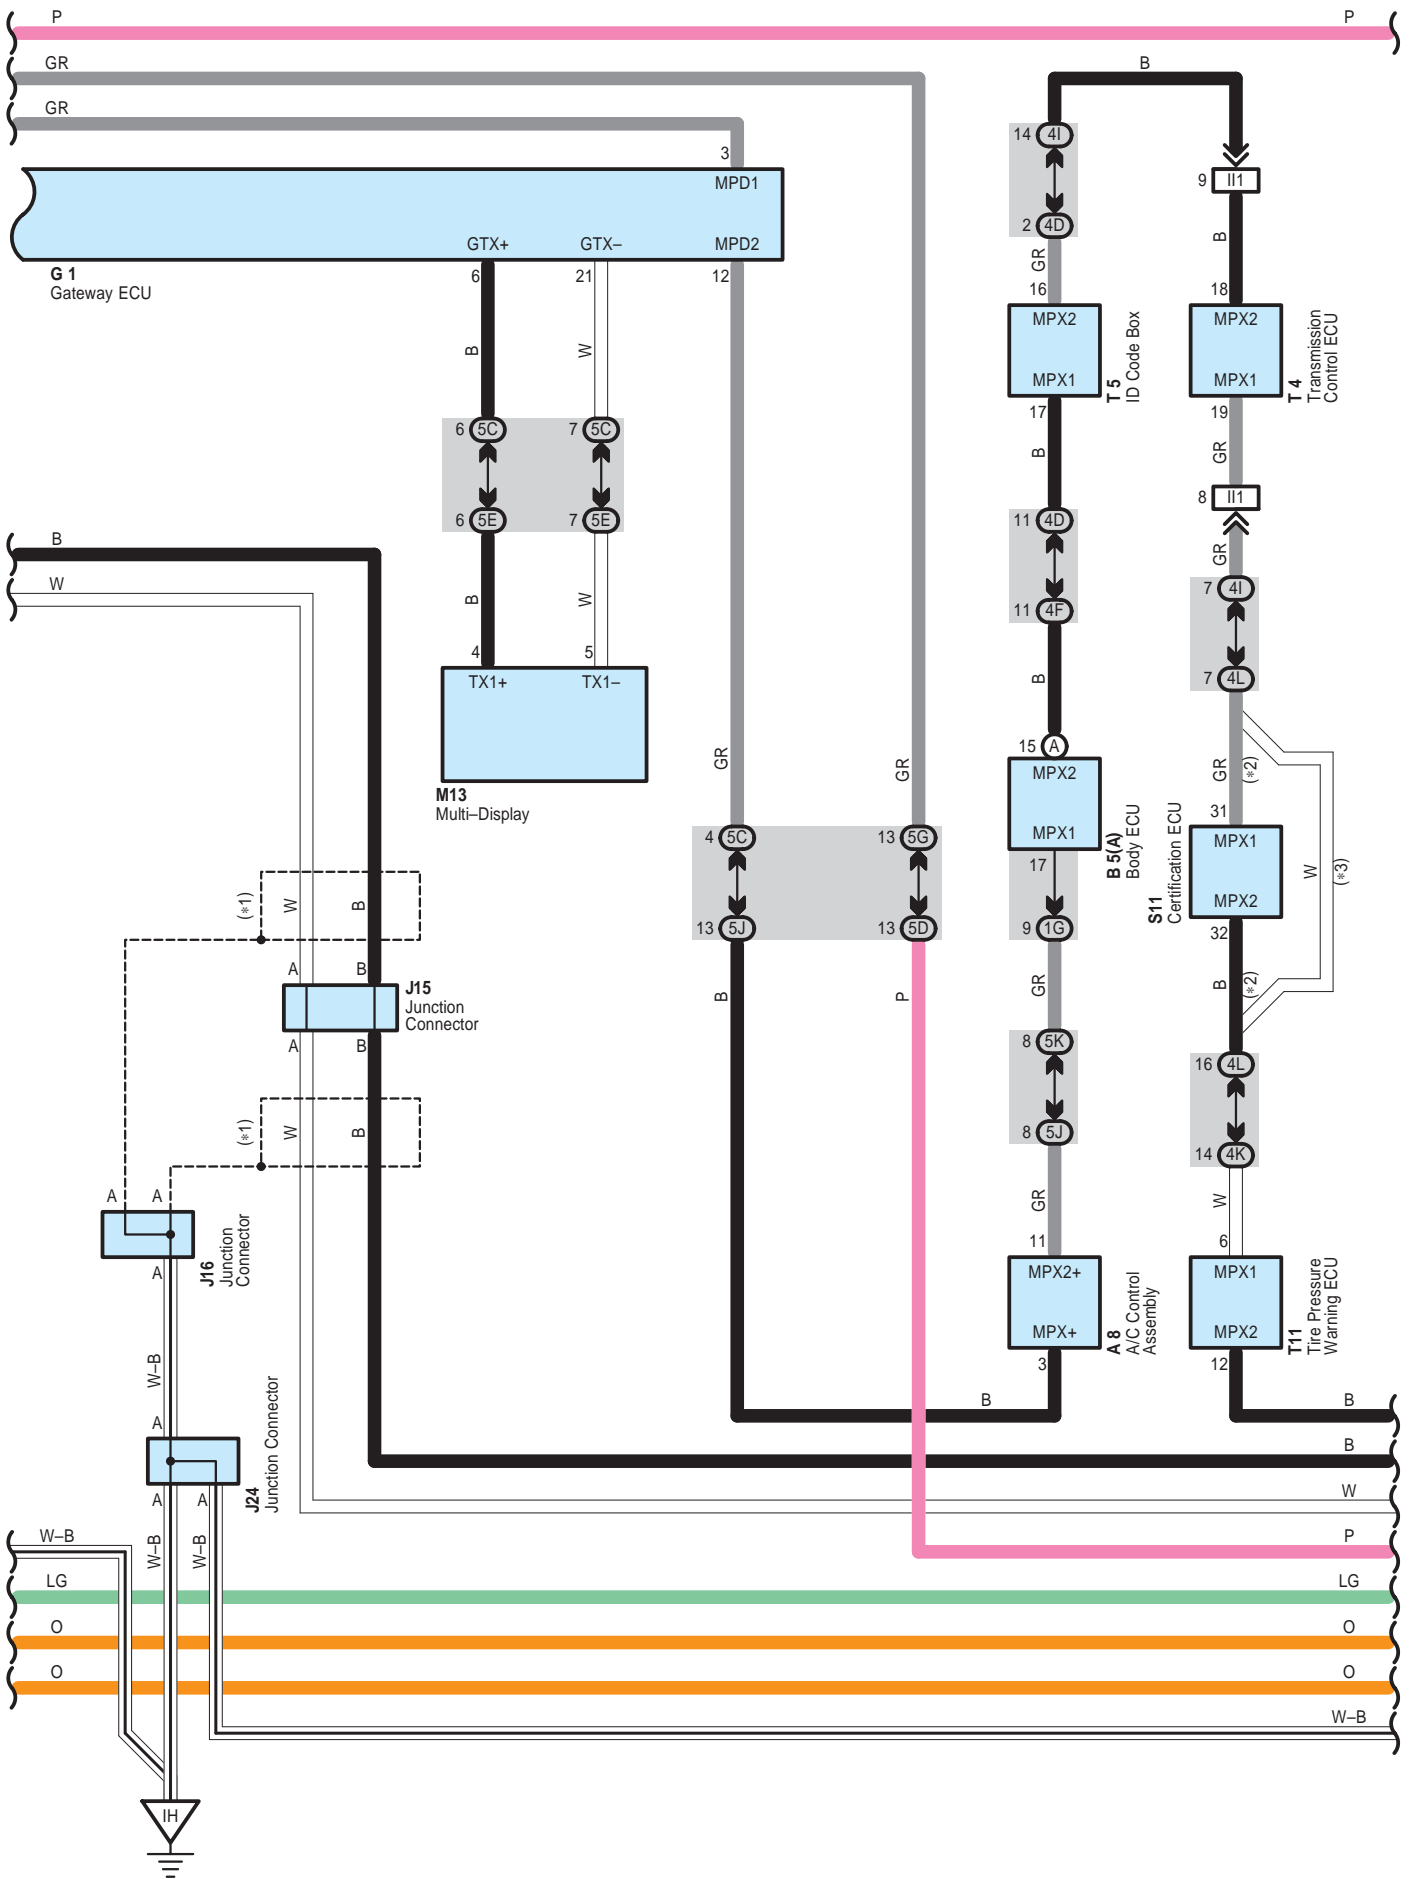 P
P
GR
B
GR
14 4I
3
MPD1
9 II1
2 4D
B
GR
GTX+
GTX–
MPD2
G 1
Gateway ECU
6
21
12
16
18
MPX2
MPX1
T 5
ID Code Box
MPX2
MPX1
T 4
Transmission
Control ECU
B
W
17
19
B
GR
6 5C
7 5C
8 II1
6 5E
7 5E
11 4D
B
GR
W
7 4I
B
W
11 4F
4
5
B
7 4L
TX1+
TX1–
M13
Multi–Display
GR
GR
15 A
MPX2
MPX1
B 5(A)
Body ECU
GR
(*2)
31
4 5C
13 5G
MPX1
MPX2
S11
Certification ECU
17
W
(*3)
(*1)
W
B
13 5J
13 5D
9 1G
32
A
B
J15
Junction
Connector
B
P
GR
B
(*2)
A
B
8 5K
16 4L
(*1)
W
B
8 5J
14 4K
A
A
GR
W
J16
Junction
Connector
11
6
A
MPX2+
MPX+
A 8
A/C Control
Assembly
MPX1
MPX2
T11
Tire Pressure
Warning ECU
W–B
3
12
B
B
A
J24
Junction Connector
B
A
A
W
W–B
W–B
W–B
P
LG
LG
O
O
O
O
W–B
IH